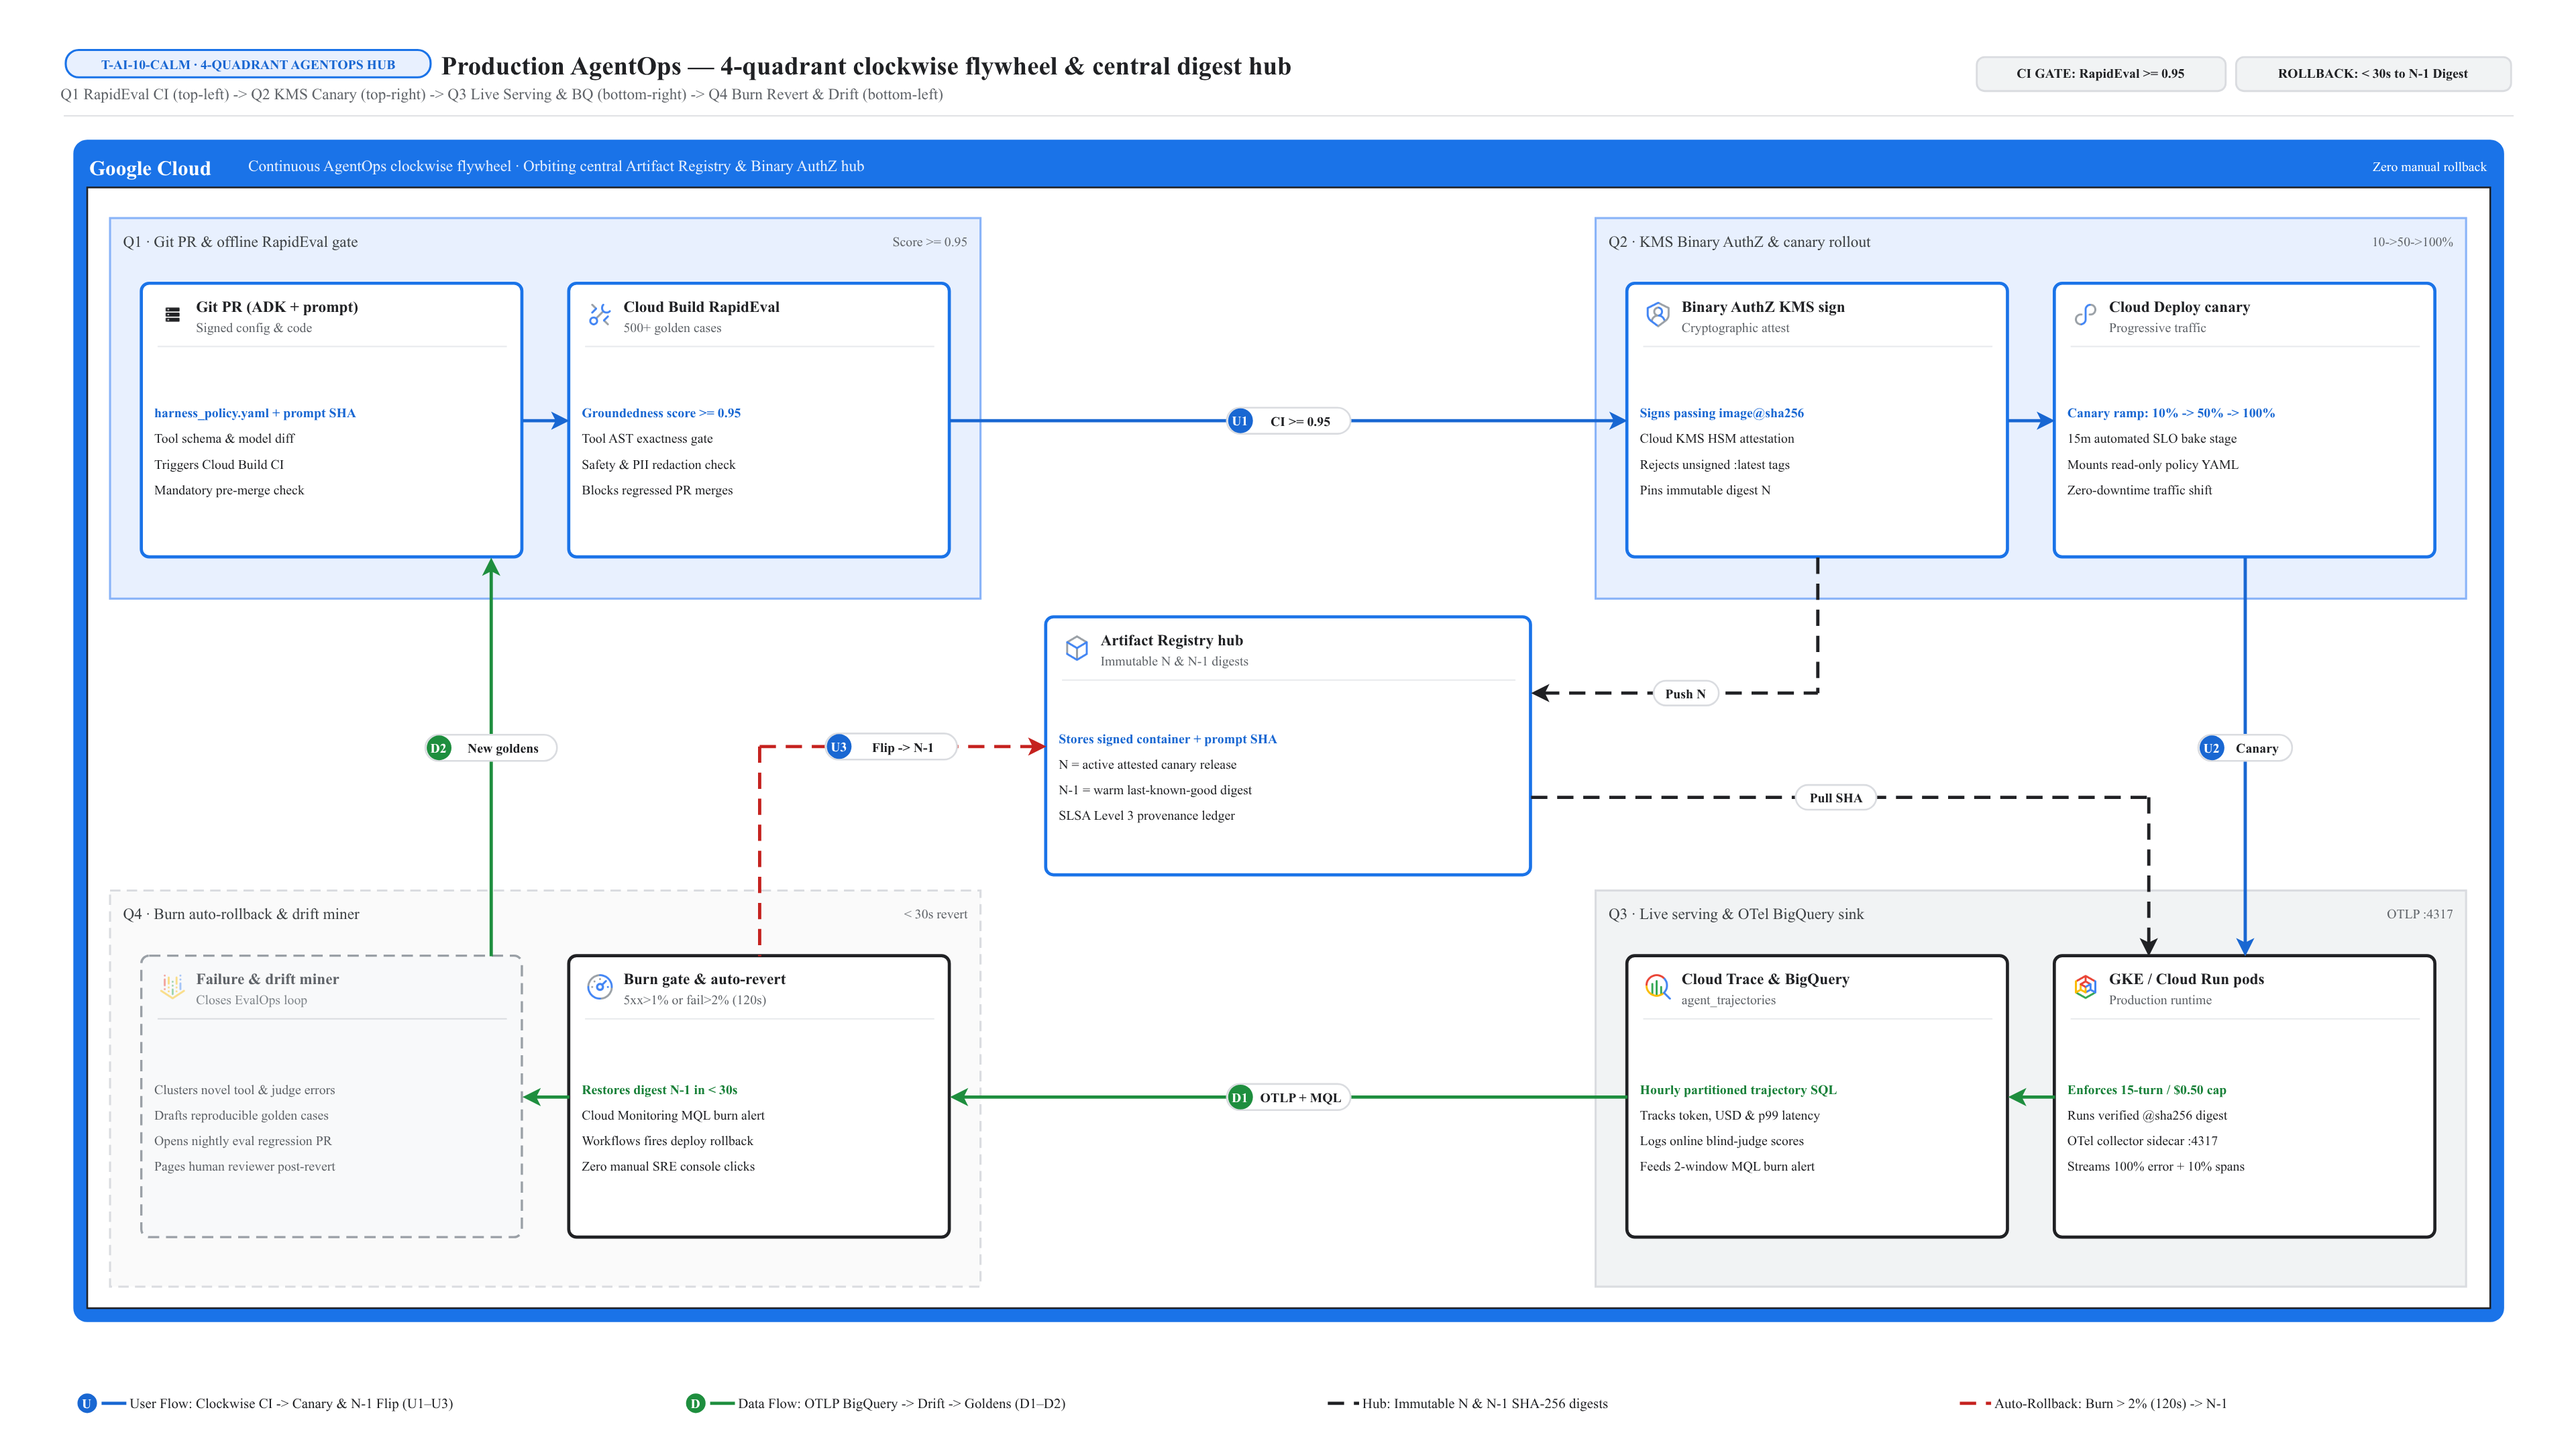 T-AI-10-CALM · 4-QUADRANT AGENTOPS HUB
Production AgentOps — 4-quadrant clockwise flywheel & central digest hub
CI GATE: RapidEval >= 0.95
ROLLBACK: < 30s to N-1 Digest
Q1 RapidEval CI (top-left) -> Q2 KMS Canary (top-right) -> Q3 Live Serving & BQ (bottom-right) -> Q4 Burn Revert & Drift (bottom-left)
Google Cloud
Continuous AgentOps clockwise flywheel · Orbiting central Artifact Registry & Binary AuthZ hub
Zero manual rollback
Q1 · Git PR & offline RapidEval gate
Score >= 0.95
Git PR (ADK + prompt)
Signed config & code
harness_policy.yaml + prompt SHA
Tool schema & model diff
Triggers Cloud Build CI
Mandatory pre-merge check
Cloud Build RapidEval
500+ golden cases
Groundedness score >= 0.95
Tool AST exactness gate
Safety & PII redaction check
Blocks regressed PR merges
U1
CI >= 0.95
Q2 · KMS Binary AuthZ & canary rollout
10->50->100%
Binary AuthZ KMS sign
Cryptographic attest
Signs passing image@sha256
Cloud KMS HSM attestation
Rejects unsigned :latest tags
Pins immutable digest N
Cloud Deploy canary
Progressive traffic
Canary ramp: 10% -> 50% -> 100%
15m automated SLO bake stage
Mounts read-only policy YAML
Zero-downtime traffic shift
Artifact Registry hub
Immutable N & N-1 digests
Stores signed container + prompt SHA
N = active attested canary release
N-1 = warm last-known-good digest
SLSA Level 3 provenance ledger
Push N
Pull SHA
D2
New goldens
U3
Flip -> N-1
U2
Canary
Q4 · Burn auto-rollback & drift miner
< 30s revert
Failure & drift miner
Closes EvalOps loop
Clusters novel tool & judge errors
Drafts reproducible golden cases
Opens nightly eval regression PR
Pages human reviewer post-revert
Burn gate & auto-revert
5xx>1% or fail>2% (120s)
Restores digest N-1 in < 30s
Cloud Monitoring MQL burn alert
Workflows fires deploy rollback
Zero manual SRE console clicks
D1
OTLP + MQL
Q3 · Live serving & OTel BigQuery sink
OTLP :4317
Cloud Trace & BigQuery
agent_trajectories
Hourly partitioned trajectory SQL
Tracks token, USD & p99 latency
Logs online blind-judge scores
Feeds 2-window MQL burn alert
GKE / Cloud Run pods
Production runtime
Enforces 15-turn / $0.50 cap
Runs verified @sha256 digest
OTel collector sidecar :4317
Streams 100% error + 10% spans
U
User Flow: Clockwise CI -> Canary & N-1 Flip (U1–U3)
D
Data Flow: OTLP BigQuery -> Drift -> Goldens (D1–D2)
Hub: Immutable N & N-1 SHA-256 digests
Auto-Rollback: Burn > 2% (120s) -> N-1